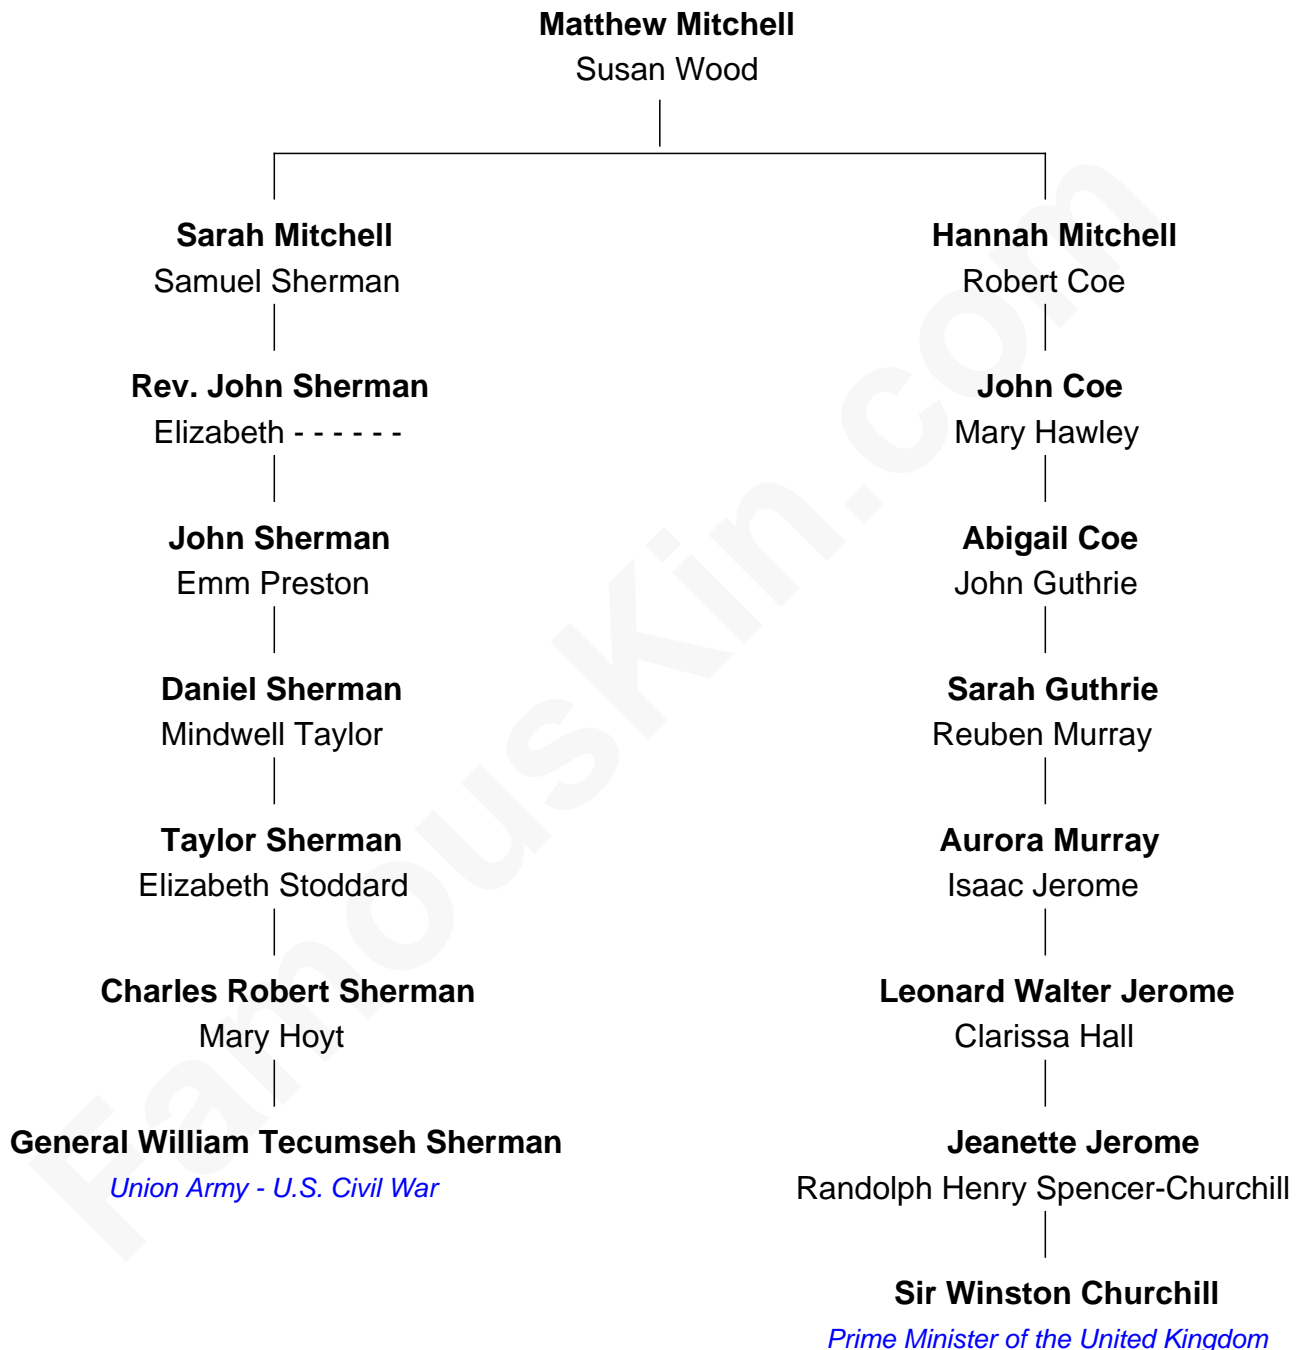 Matthew Mitchell
Susan Wood
Sarah Mitchell
Samuel Sherman
Hannah Mitchell
Robert Coe
Rev. John Sherman
Elizabeth - - - - - -
John Coe
Mary Hawley
John Sherman
Emm Preston
Abigail Coe
John Guthrie
Daniel Sherman
Mindwell Taylor
Sarah Guthrie
Reuben Murray
Taylor Sherman
Elizabeth Stoddard
Aurora Murray
Isaac Jerome
Charles Robert Sherman
Mary Hoyt
Leonard Walter Jerome
Clarissa Hall
General William Tecumseh Sherman
Union Army - U.S. Civil War
Jeanette Jerome
Randolph Henry Spencer-Churchill
Sir Winston Churchill
Prime Minister of the United Kingdom
FamousKin.com